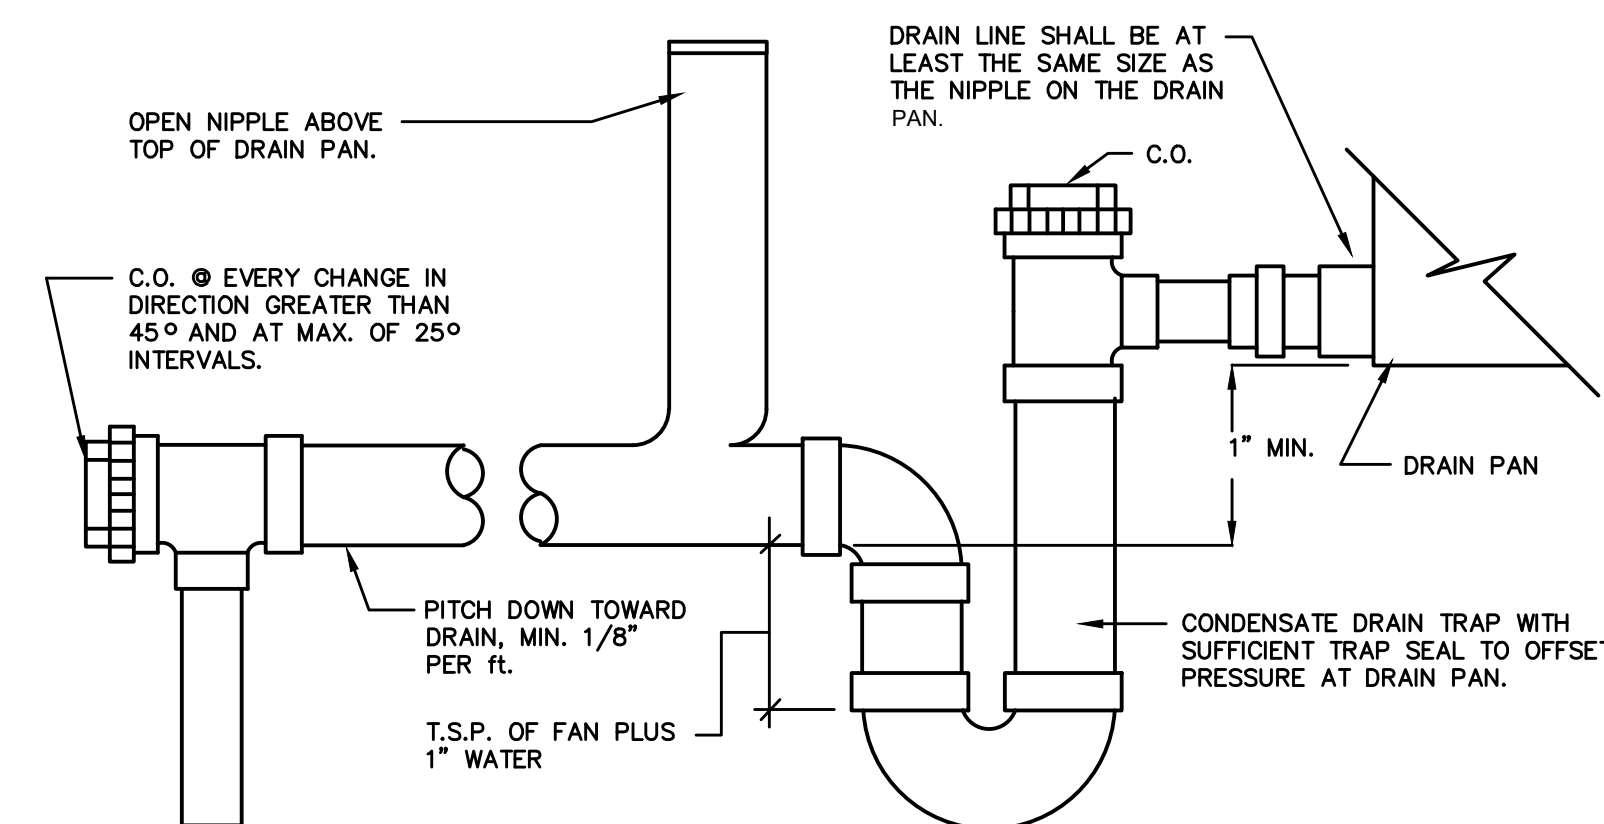 DRAIN LINE SHALL BE AT
LEAST THE SAME SIZE AS
THE NIPPLE ON THE DRAIN
PAN.
OPEN NIPPLE ABOVE
TOP OF DRAIN PAN.
C.O.
C.O. @ EVERY CHANGE IN
DIRECTION GREATER THAN
45° AND AT MAX. OF 25°
INTERVALS.
1" MIN.
DRAIN PAN
PITCH DOWN TOWARD
DRAIN, MIN. 1/8"
PER ft.
CONDENSATE DRAIN TRAP WITH
SUFFICIENT TRAP SEAL TO OFFSET
PRESSURE AT DRAIN PAN.
T.S.P. OF FAN PLUS
1" WATER